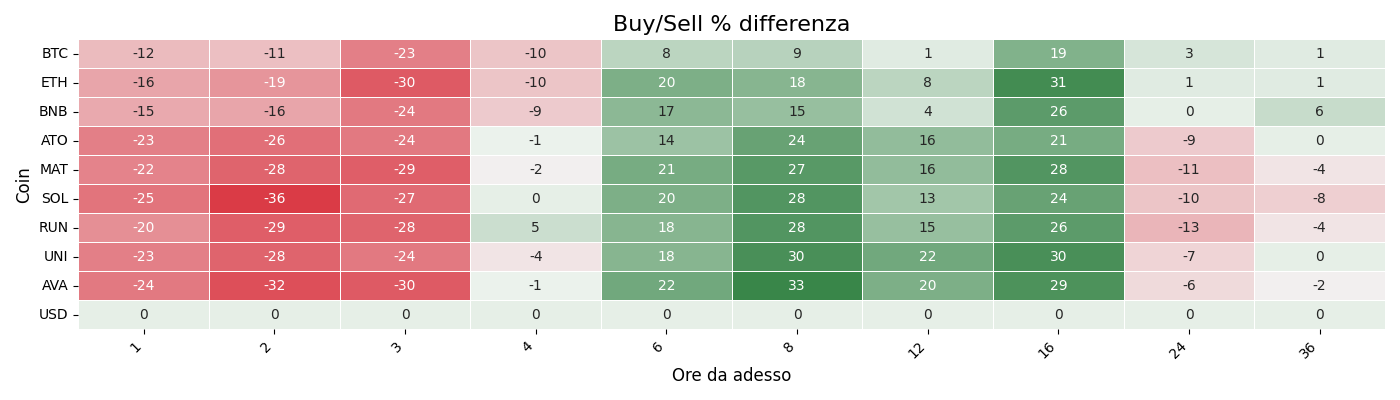 Buy/Sell % differenza
Coin
BTC -12 -11 -23 -10 8 9 1 19 3 1
ETH -16 -19 -30 -10 20 18 8 31 1 1
BNB -15 -16 -24 -9 17 15 4 26 0 6
ATO -23 -26 -24 -1 14 24 16 21 -9 0
MAT -22 -28 -29 -2 21 27 16 28 -11 -4
SOL -25 -36 -27 0 20 28 13 24 -10 -8
RUN -20 -29 -28 5 18 28 15 26 -13 -4
UNI -23 -28 -24 -4 18 30 22 30 -7 0
AVA -24 -32 -30 -1 22 33 20 29 -6 -2
USD 0 0 0 0 0 0 0 0 0 0
1 2 3 4 6 8 12 16 24 36
Ore da adesso